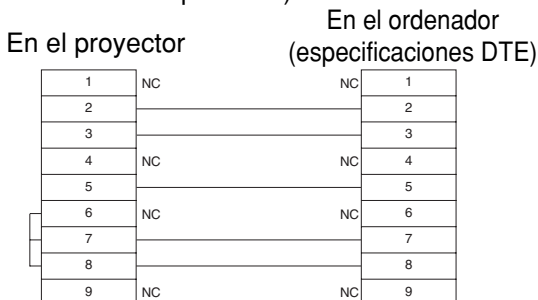 En el ordenador
En el proyector
(especificaciones DTE)
1 NC NC 1
2 2
3 3
4 NC NC 4
5 5
6 NC NC 6
7 7
8 8
9 NC NC 9